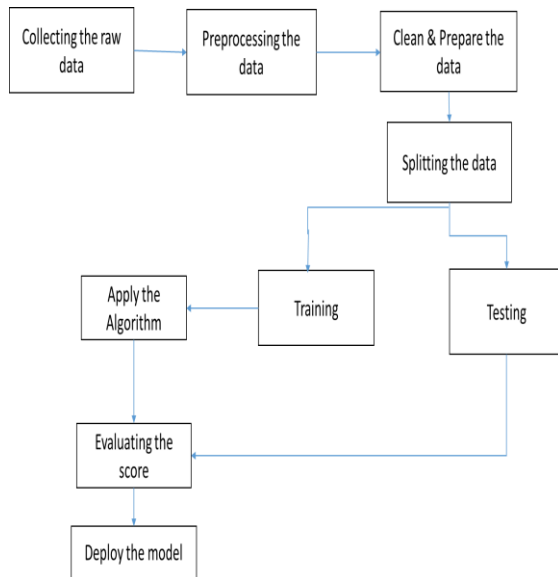 Collecting the raw
data
Preprocessing the
data
Clean & Prepare the
data
Splitting the data
Apply the
Algorithm
Training
Testing
Evaluating the
score
Deploy the model